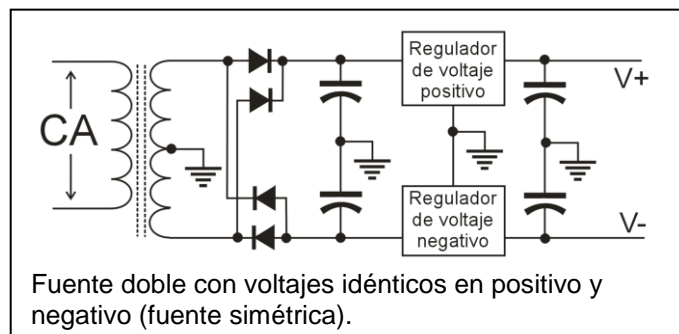 Regulador
de voltaje
positivo
V+
CA
Regulador
de voltaje
negativo
V-
Fuente doble con voltajes idénticos en positivo y
negativo (fuente simétrica).